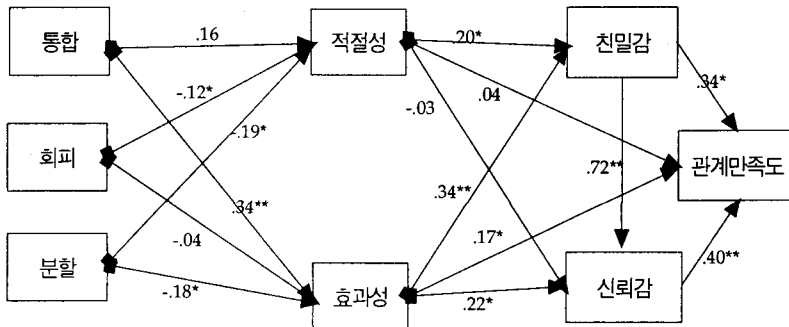 통합
.16
적절성
.20*
친밀감
-.12*
-.03
.04
.34*
회피
-.19*
관계만족도
.34**
.34**
.72**
-.04
.17*
.40**
분할
-.18*
효과성
.22*
신뢰감